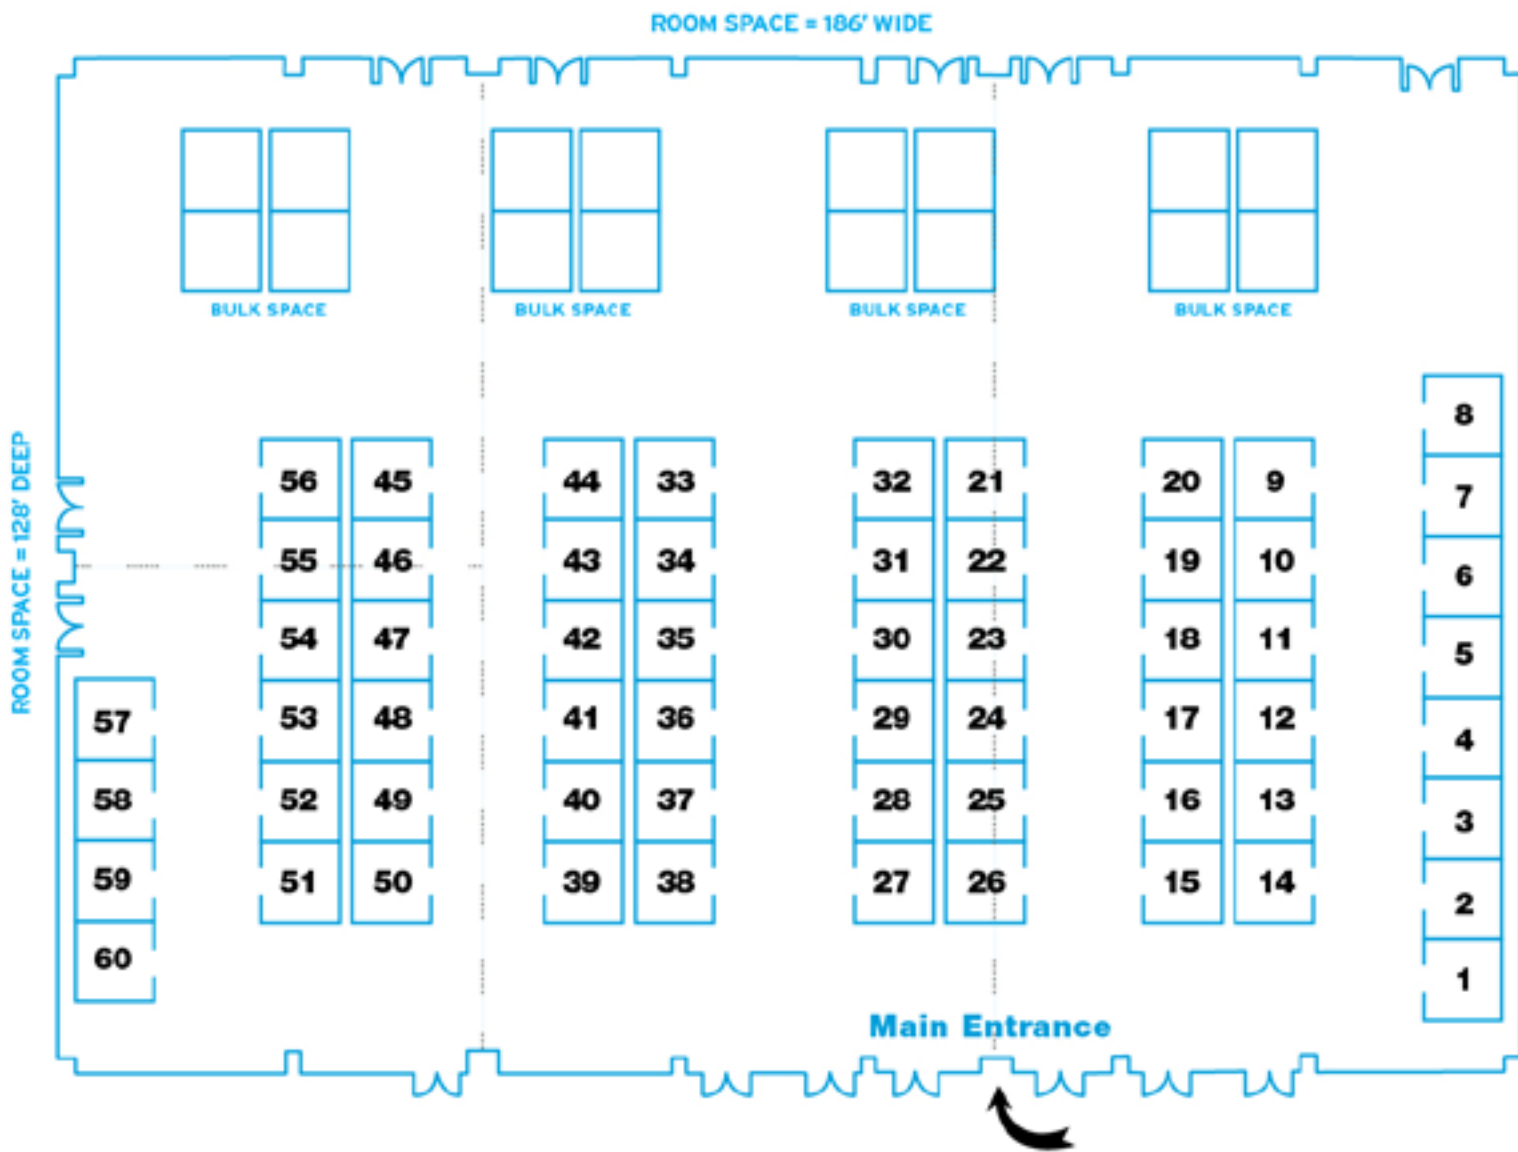 ROOM SPACE = 186' WIDE
BULK SPACE BULK SPACE BULK SPACE BULK SPACE
ROOM SPACE = 128' DEEP
8
56 45 44 33 32 21 20 9 7
55 46 43 34 31 22 19 10 6
54 47 42 35 30 23 18 11 5
57 53 48 41 36 29 24 17 12 4
58 52 49 40 37 28 25 16 13 3
59 51 50 39 38 27 26 15 14 2
60 1
Main Entrance